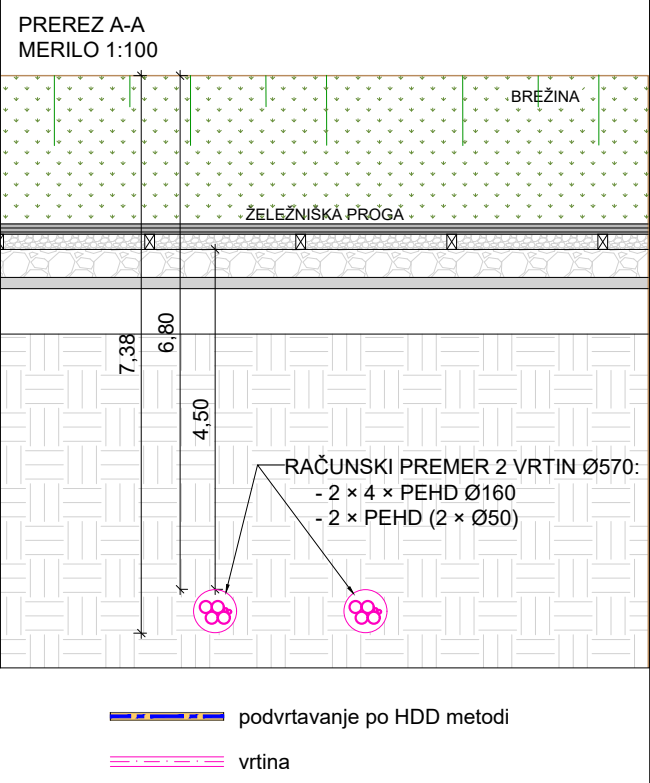 PREREZ A-A
MERILO 1:100
BREŽINA
ŽELEZNIŠKA PROGA
7,38
6,80
4,50
RAČUNSKI PREMER 2 VRTIN Ø570:
- 2 × 4 × PEHD Ø160
- 2 × PEHD (2 × Ø50)
podvrtavanje po HDD metodi
vrtina